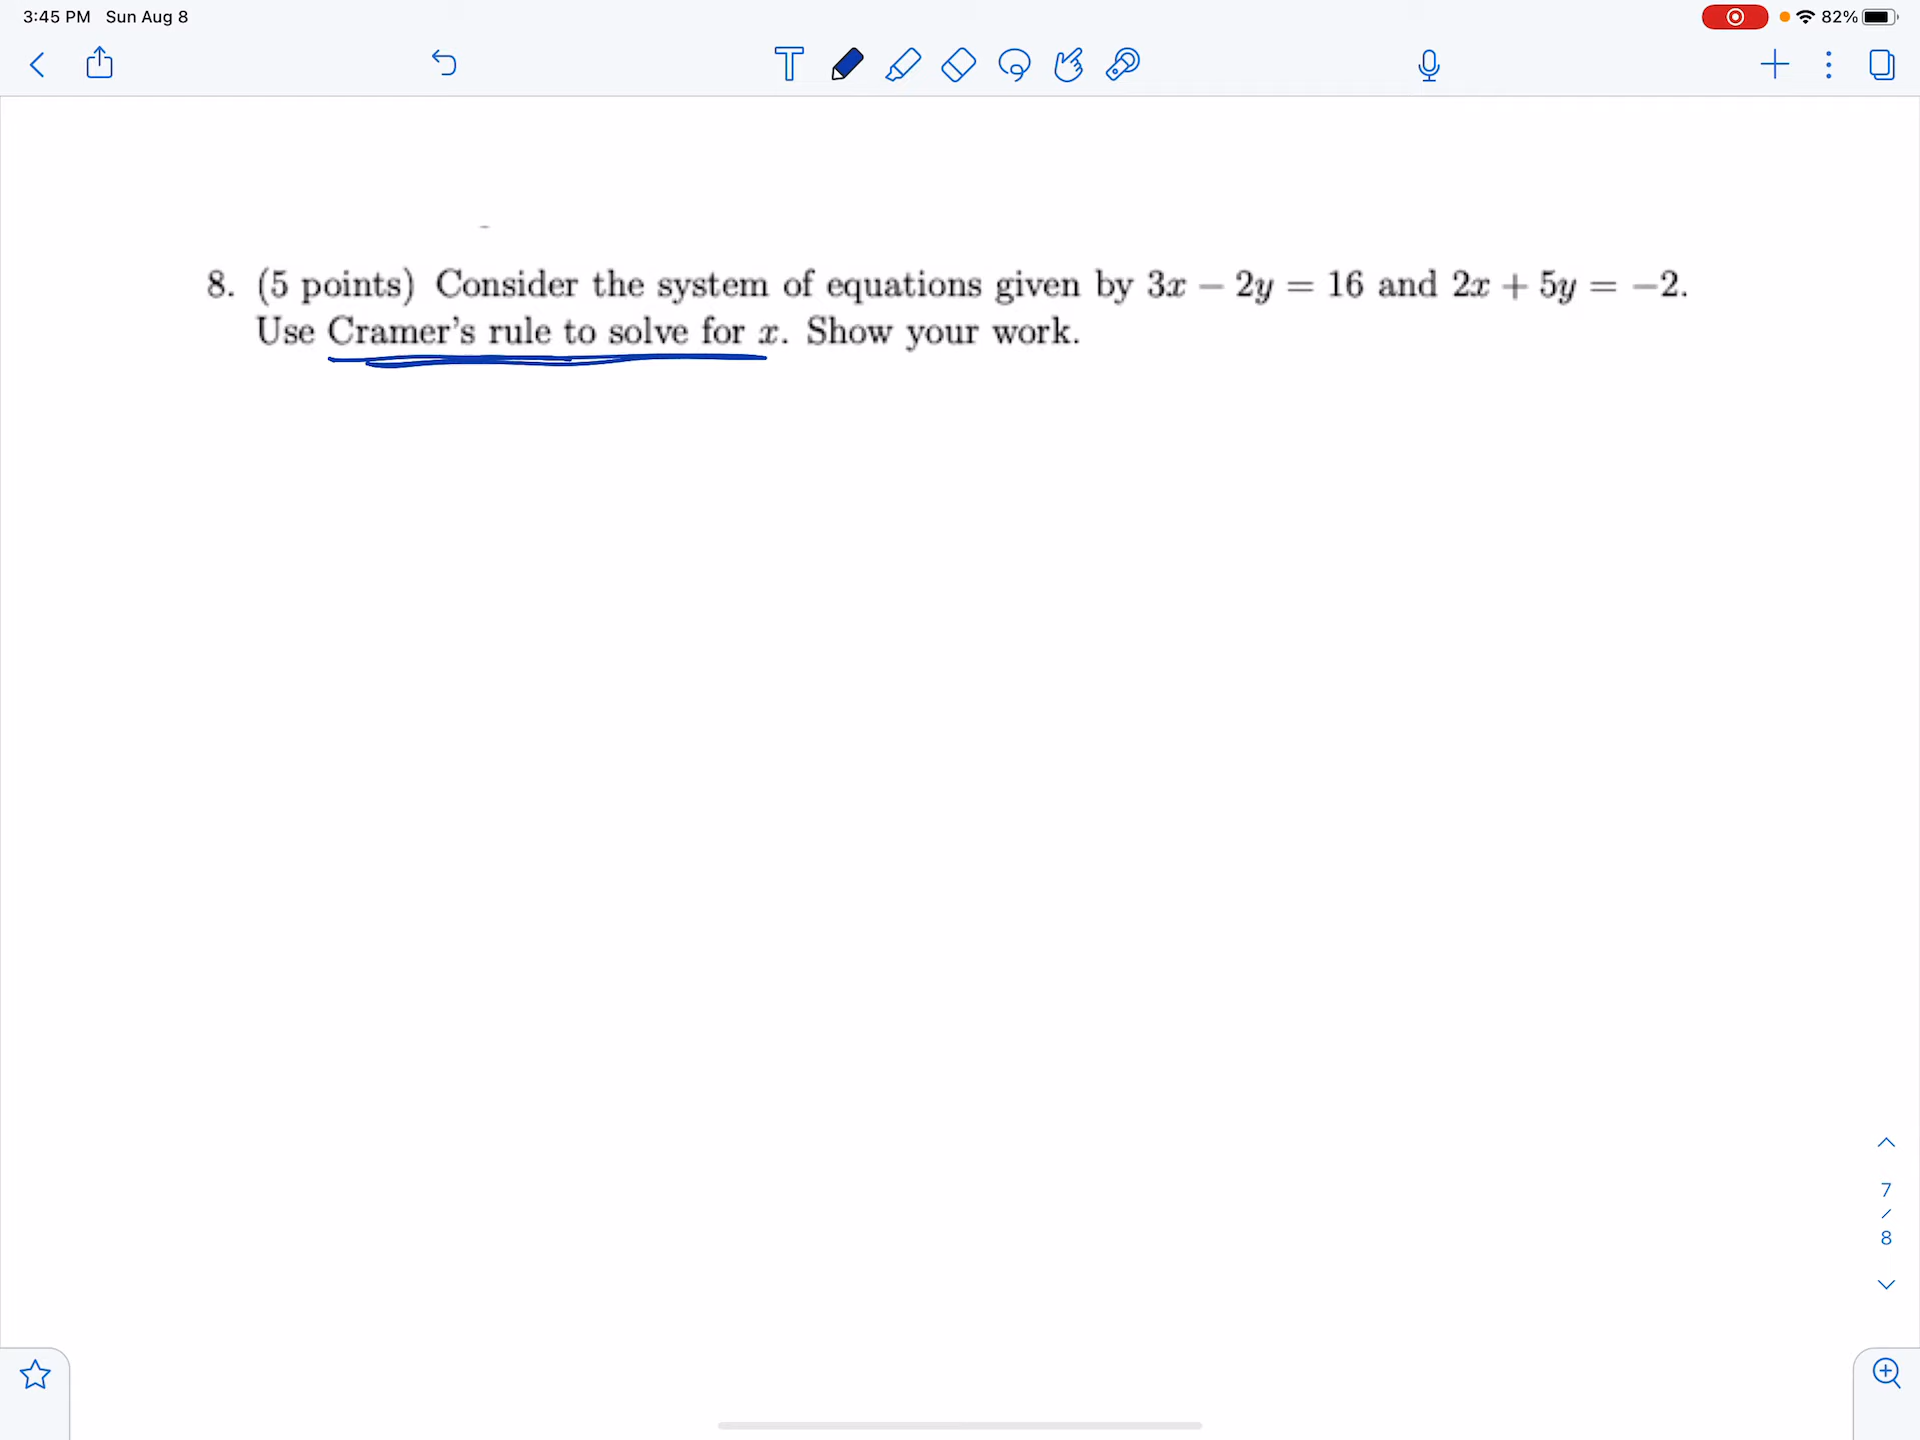 3:45 PM Sun Aug 8
82%
8. (5 points) Consider the system of equations given by 3x − 2y = 16 and 2x + 5y = −2.
Use Cramer's rule to solve for x. Show your work.
7
/
8